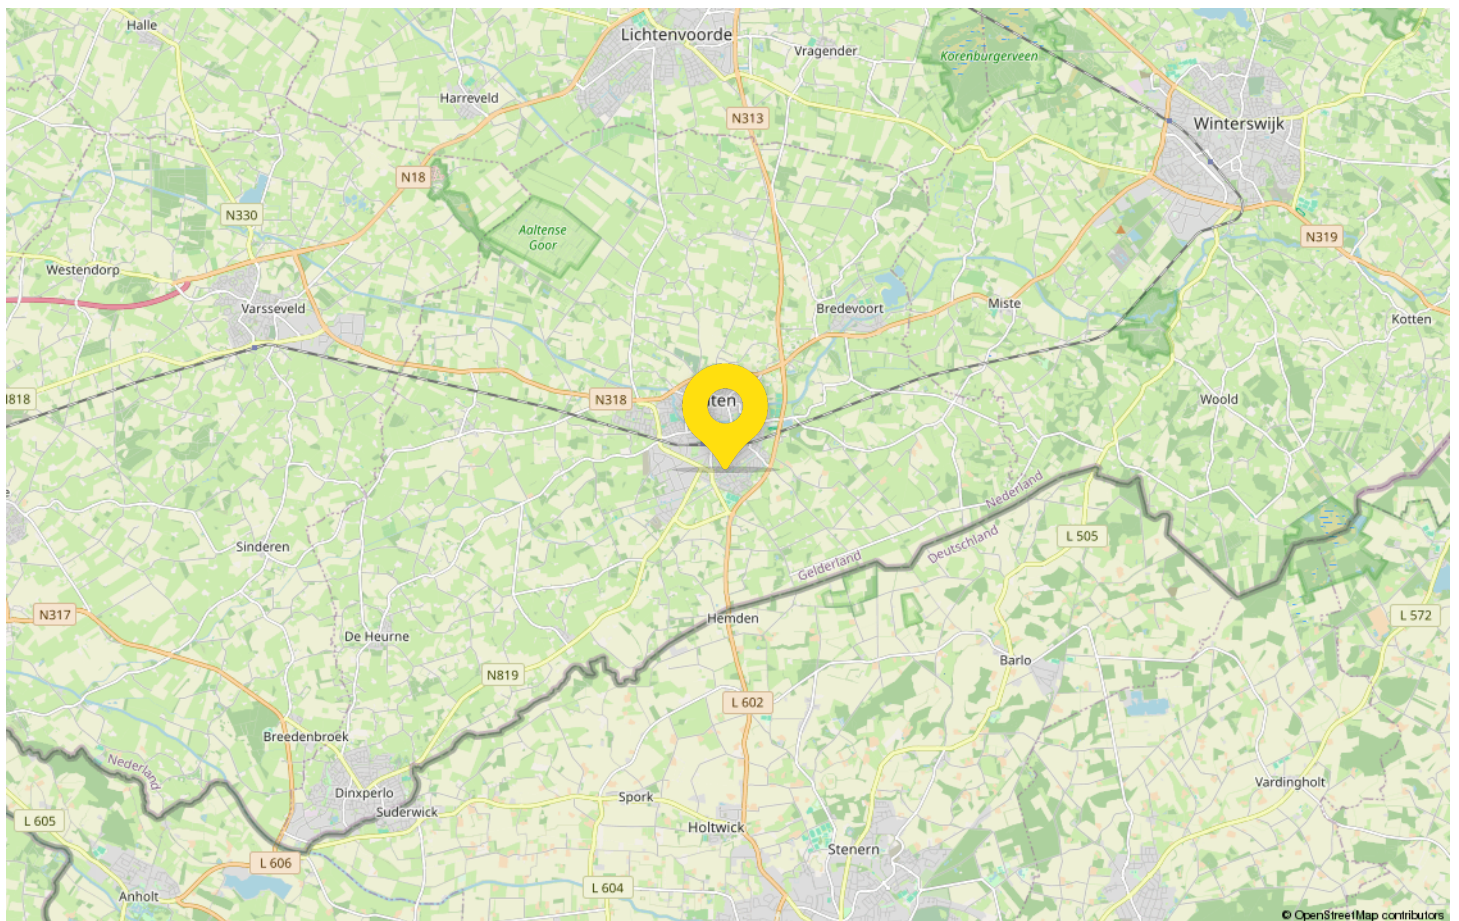 Halle
Lichtenvoorde
Vragender
Korenburgerveen
Harreveld
N313
Winterswijk
N18
N330
Aaltense
Goor
N319
Westendorp
Varsseveld
Bredevoort
Miste
Kotten
N318
Woold
Nederland
L 505
Deutschland
Gelderland
Sinderen
N317
Hemden
L 572
De Heurne
Barlo
N819
L 602
Breedenbroek
Nederland
Dinxperlo
Suderwick
Spork
Vardingholt
L 605
Holtwick
Stenern
L 606
L 604
Anholt
© OpenStreetMap contributors